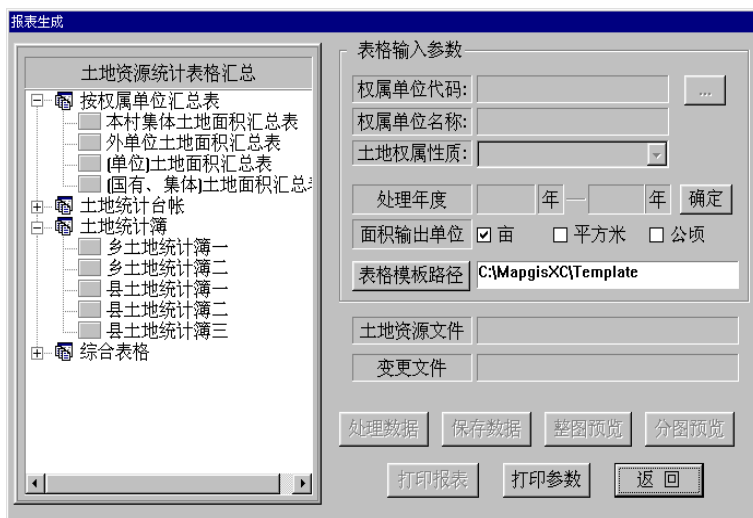 报表生成
土地资源统计表格汇总
按权属单位汇总表
本村集体土地面积汇总表
外单位土地面积汇总表
(单位)土地面积汇总表
(国有、集体)土地面积汇总
土地统计台帐
土地统计簿
乡土地统计簿一
乡土地统计簿二
县土地统计簿一
县土地统计簿二
县土地统计簿三
综合表格
表格输入参数
权属单位代码: ...
权属单位名称:
土地权属性质:
处理年度 年 — 年 确定
面积输出单位 亩 平方米 公顷
表格模板路径 C:\MapgisXC\Template
土地资源文件
变更文件
处理数据 保存数据 整图预览 分图预览
打印报表 打印参数 返 回